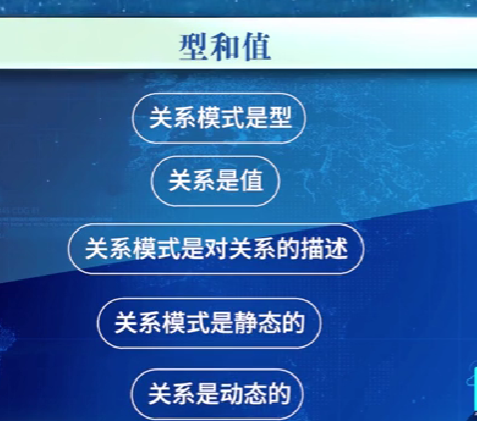 型和值
关系模式是型
关系是值
关系模式是对关系的描述
关系模式是静态的
关系是动态的